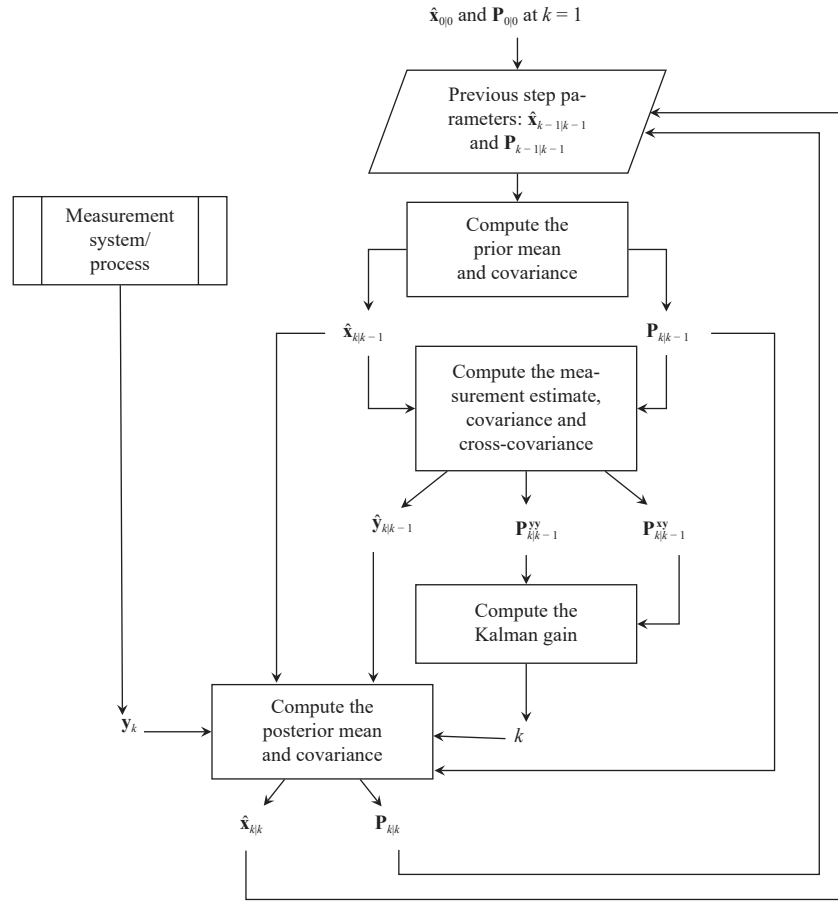 x̂₀|₀ and P₀|₀ at k = 1
Previous step pa-
rameters: x̂ₖ₋₁|ₖ₋₁
and Pₖ₋₁|ₖ₋₁
Measurement
system/
process
Compute the
prior mean
and covariance
x̂ₖ|ₖ₋₁
Pₖ|ₖ₋₁
Compute the mea-
surement estimate,
covariance and
cross-covariance
ŷₖ|ₖ₋₁
P^yy_k|k − 1
P^xy_k|k − 1
Compute the
Kalman gain
Compute the
posterior mean
and covariance
yₖ
k
x̂ₖ|ₖ
Pₖ|ₖ